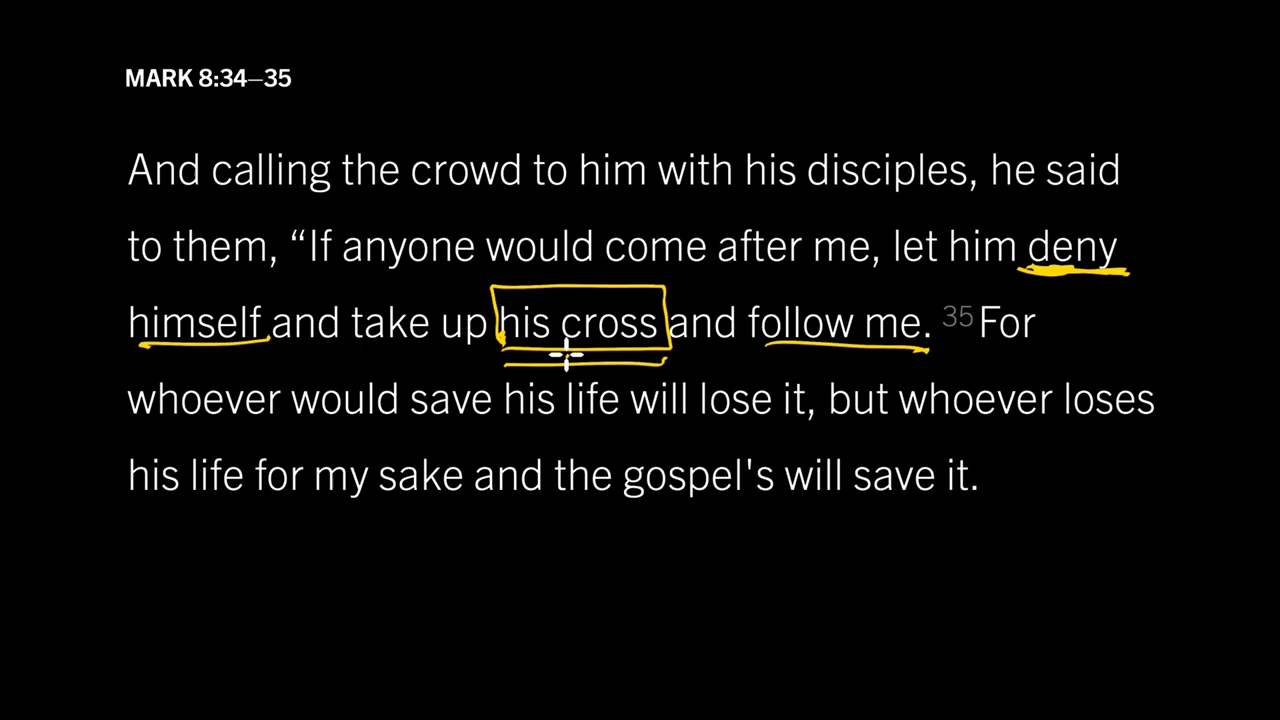 MARK 8:34–35
And calling the crowd to him with his disciples, he said
to them, “If anyone would come after me, let him deny
himself and take up his cross and follow me. 35 For
whoever would save his life will lose it, but whoever loses
his life for my sake and the gospel's will save it.